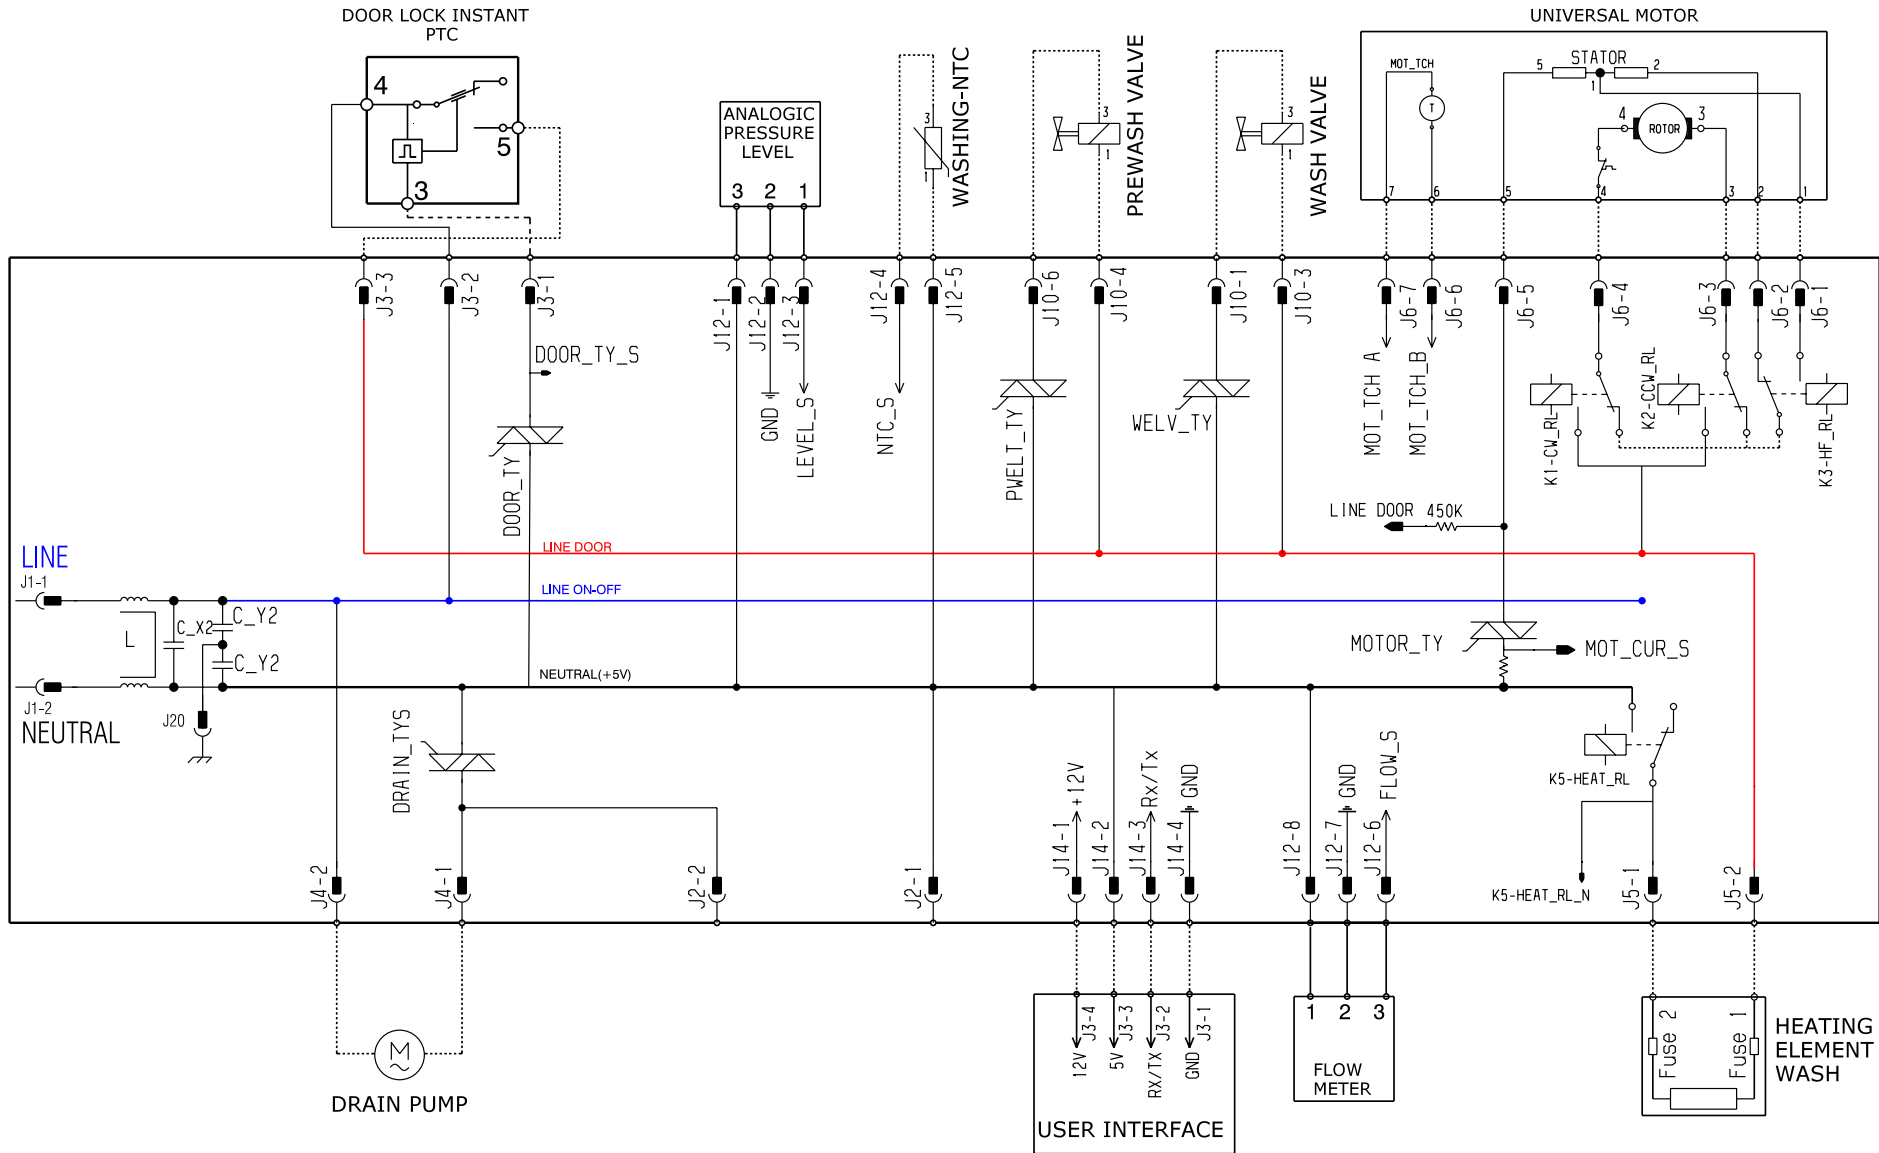 DOOR LOCK INSTANT
PTC
4
5
3
ANALOGIC
PRESSURE
LEVEL
3 2 1
3
1
WASHING-NTC
3
1
PREWASH VALVE
3
1
WASH VALVE
UNIVERSAL MOTOR
MOT_TCH
T
STATOR
5
2
1
4
ROTOR
3
7 6 5 4 3 2 1
J3-3
J3-2
J3-1
J12-1
J12-2
J12-3
J12-4
J12-5
J10-6
J10-4
J10-1
J10-3
J6-7
J6-6
J6-5
J6-4
J6-3
J6-2
J6-1
DOOR_TY_S
DOOR_TY
GND
LEVEL_S
NTC_S
PWELT_TY
WELV_TY
MOT_TCH A
MOT_TCH_B
K1-CW_RL
K2-CCW_RL
K3-HF_RL
LINE DOOR 450K
LINE DOOR
LINE
J1-1
LINE ON-OFF
L
C_X2
C_Y2
C_Y2
MOTOR_TY
MOT_CUR_S
NEUTRAL(+5V)
J1-2
NEUTRAL
J20
DRAIN_TYS
K5-HEAT_RL
+12V
Rx/Tx
GND
GND
FLOW_S
J4-2
J4-1
J2-2
J2-1
J14-1
J14-2
J14-3
J14-4
J12-8
J12-7
J12-6
K5-HEAT_RL_N
J5-1
J5-2
M
DRAIN PUMP
J3-4
J3-3
J3-2
J3-1
12V
5V
RX/TX
GND
USER INTERFACE
1 2 3
FLOW
METER
Fuse 2
Fuse 1
HEATING
ELEMENT
WASH